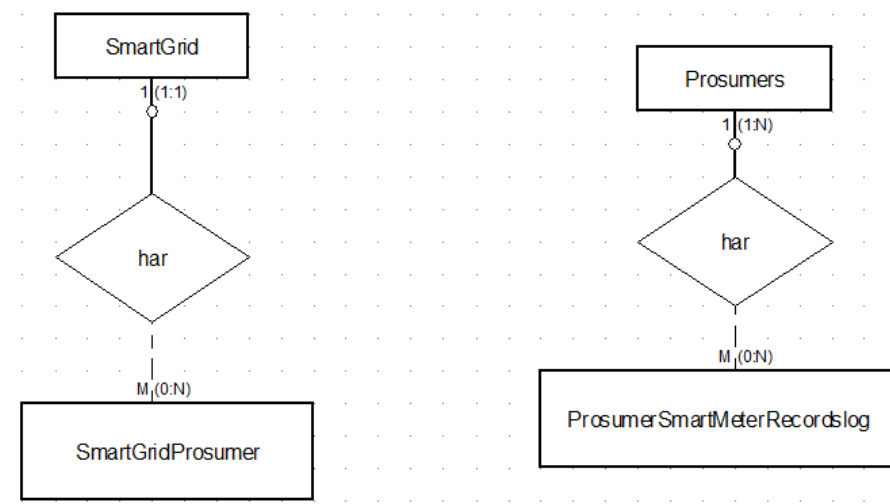 SmartGrid
1 (1:1)
har
M (0:N)
SmartGridProsumer
Prosumers
1 (1:N)
har
M (0:N)
ProsumerSmartMeterRecordslog